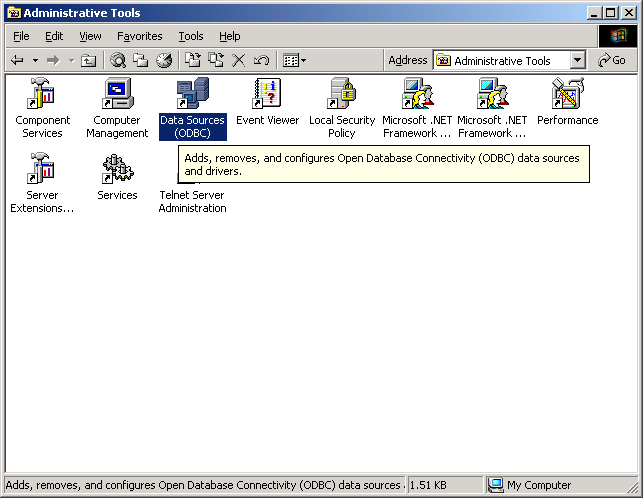 Administrative Tools
File Edit View Favorites Tools Help
Address Administrative Tools Go
Component Services
Computer Management
Data Sources (ODBC)
Event Viewer
Local Security Policy
Microsoft .NET Framework ...
Microsoft .NET Framework ...
Performance
Adds, removes, and configures Open Database Connectivity (ODBC) data sources
and drivers.
Server Extensions...
Services
Telnet Server Administration
Adds, removes, and configures Open Database Connectivity (ODBC) data sources 1.51 KB My Computer